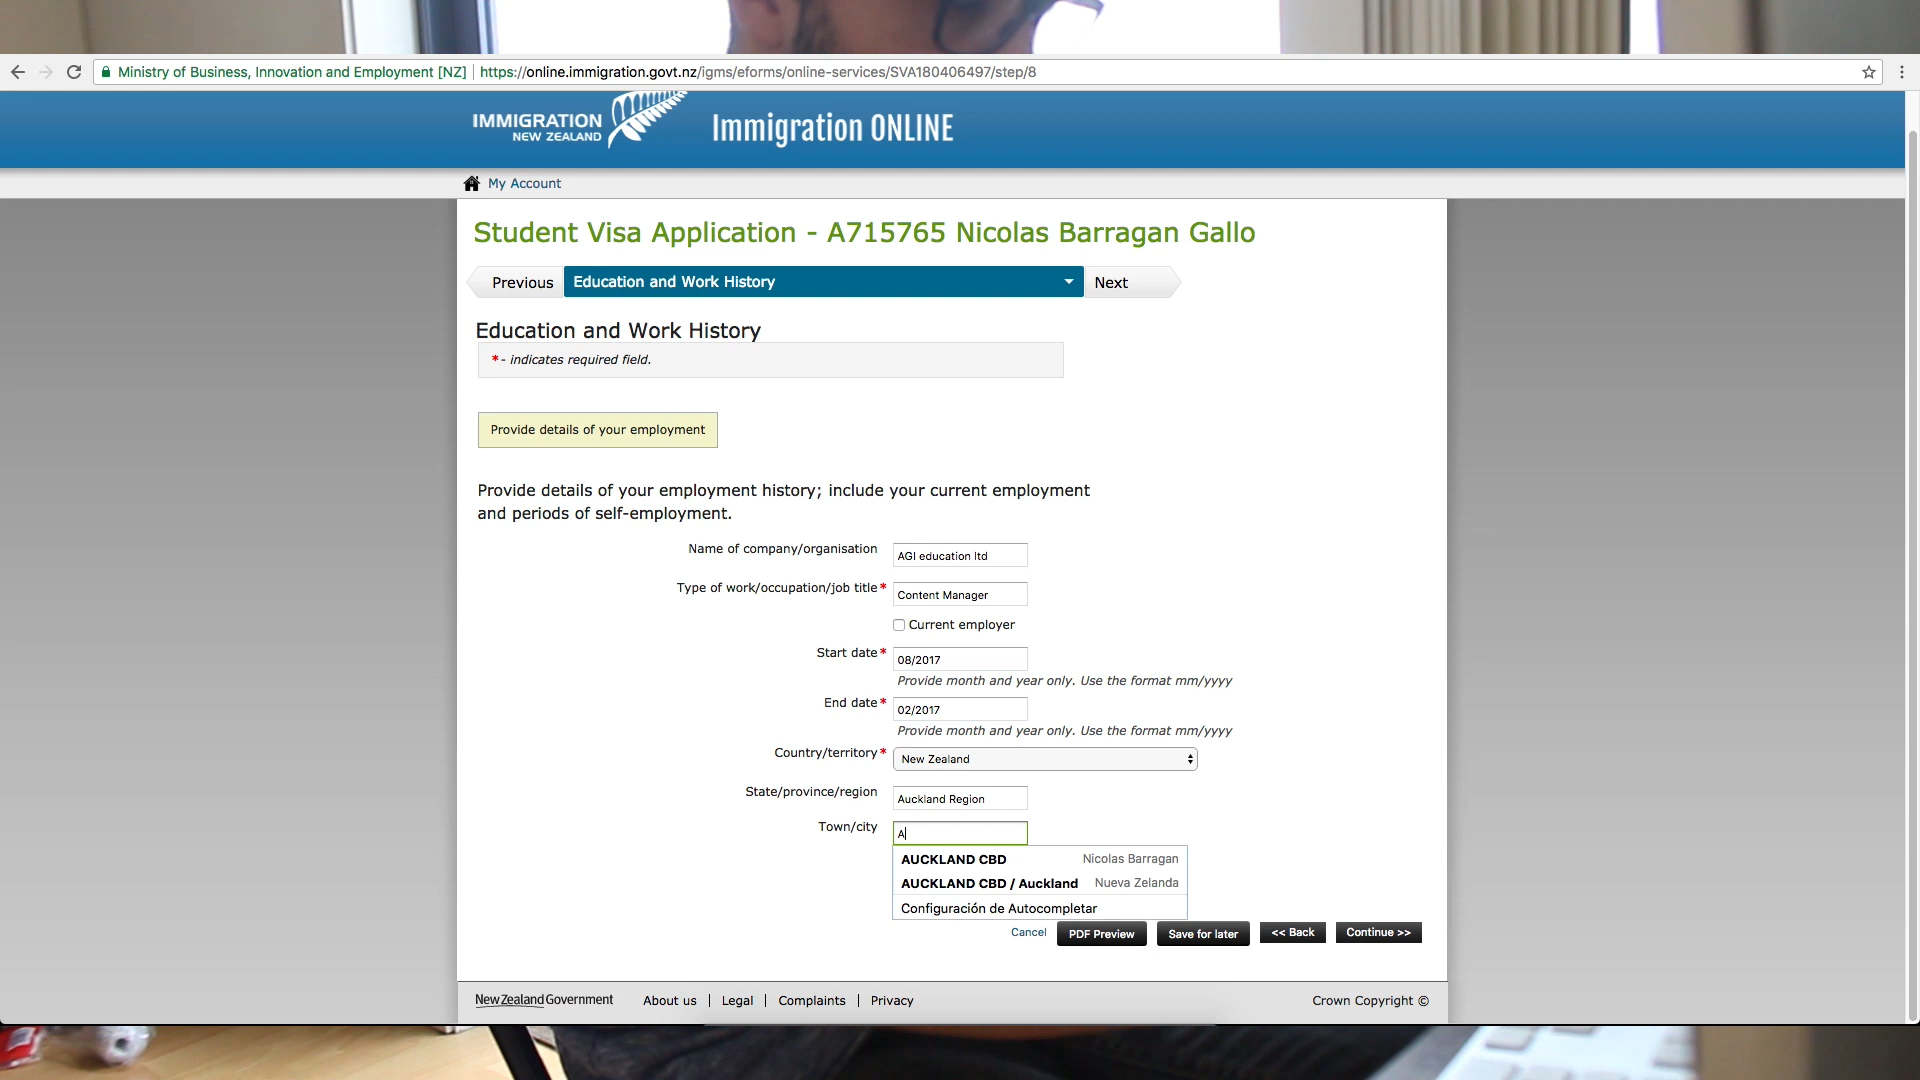 Ministry of Business, Innovation and Employment [NZ] https://online.immigration.govt.nz/igms/eforms/online-services/SVA180406497/step/8
IMMIGRATION
NEW ZEALAND
Immigration ONLINE
My Account
Student Visa Application - A715765 Nicolas Barragan Gallo
Previous Education and Work History Next
Education and Work History
*- indicates required field.
Provide details of your employment
Provide details of your employment history; include your current employment
and periods of self-employment.
Name of company/organisation AGI education ltd
Type of work/occupation/job title* Content Manager
Current employer
Start date* 08/2017
Provide month and year only. Use the format mm/yyyy
End date* 02/2017
Provide month and year only. Use the format mm/yyyy
Country/territory* New Zealand
State/province/region Auckland Region
Town/city A
AUCKLAND CBD Nicolas Barragan
AUCKLAND CBD / Auckland Nueva Zelanda
Configuración de Autocompletar
Cancel PDF Preview Save for later << Back Continue >>
New Zealand Government About us | Legal | Complaints | Privacy Crown Copyright ©